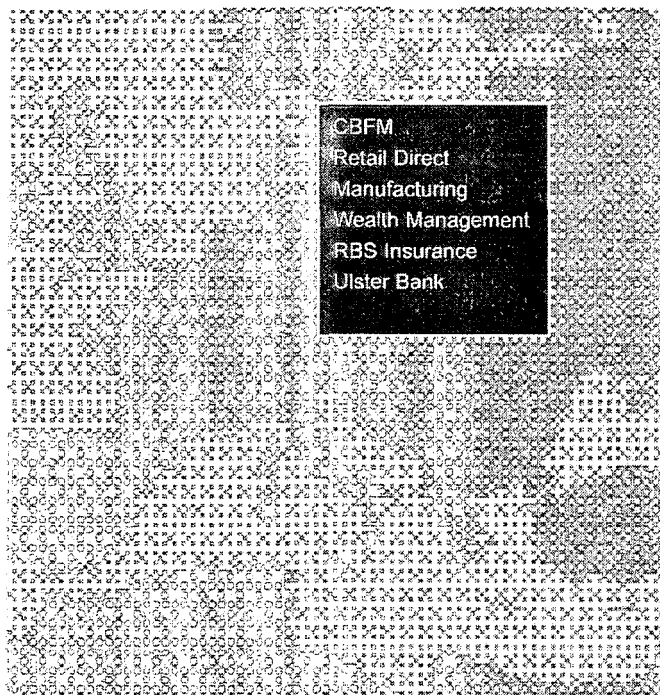 CBFM
Retail Direct
Manufacturing
Wealth Management
RBS Insurance
Ulster Bank